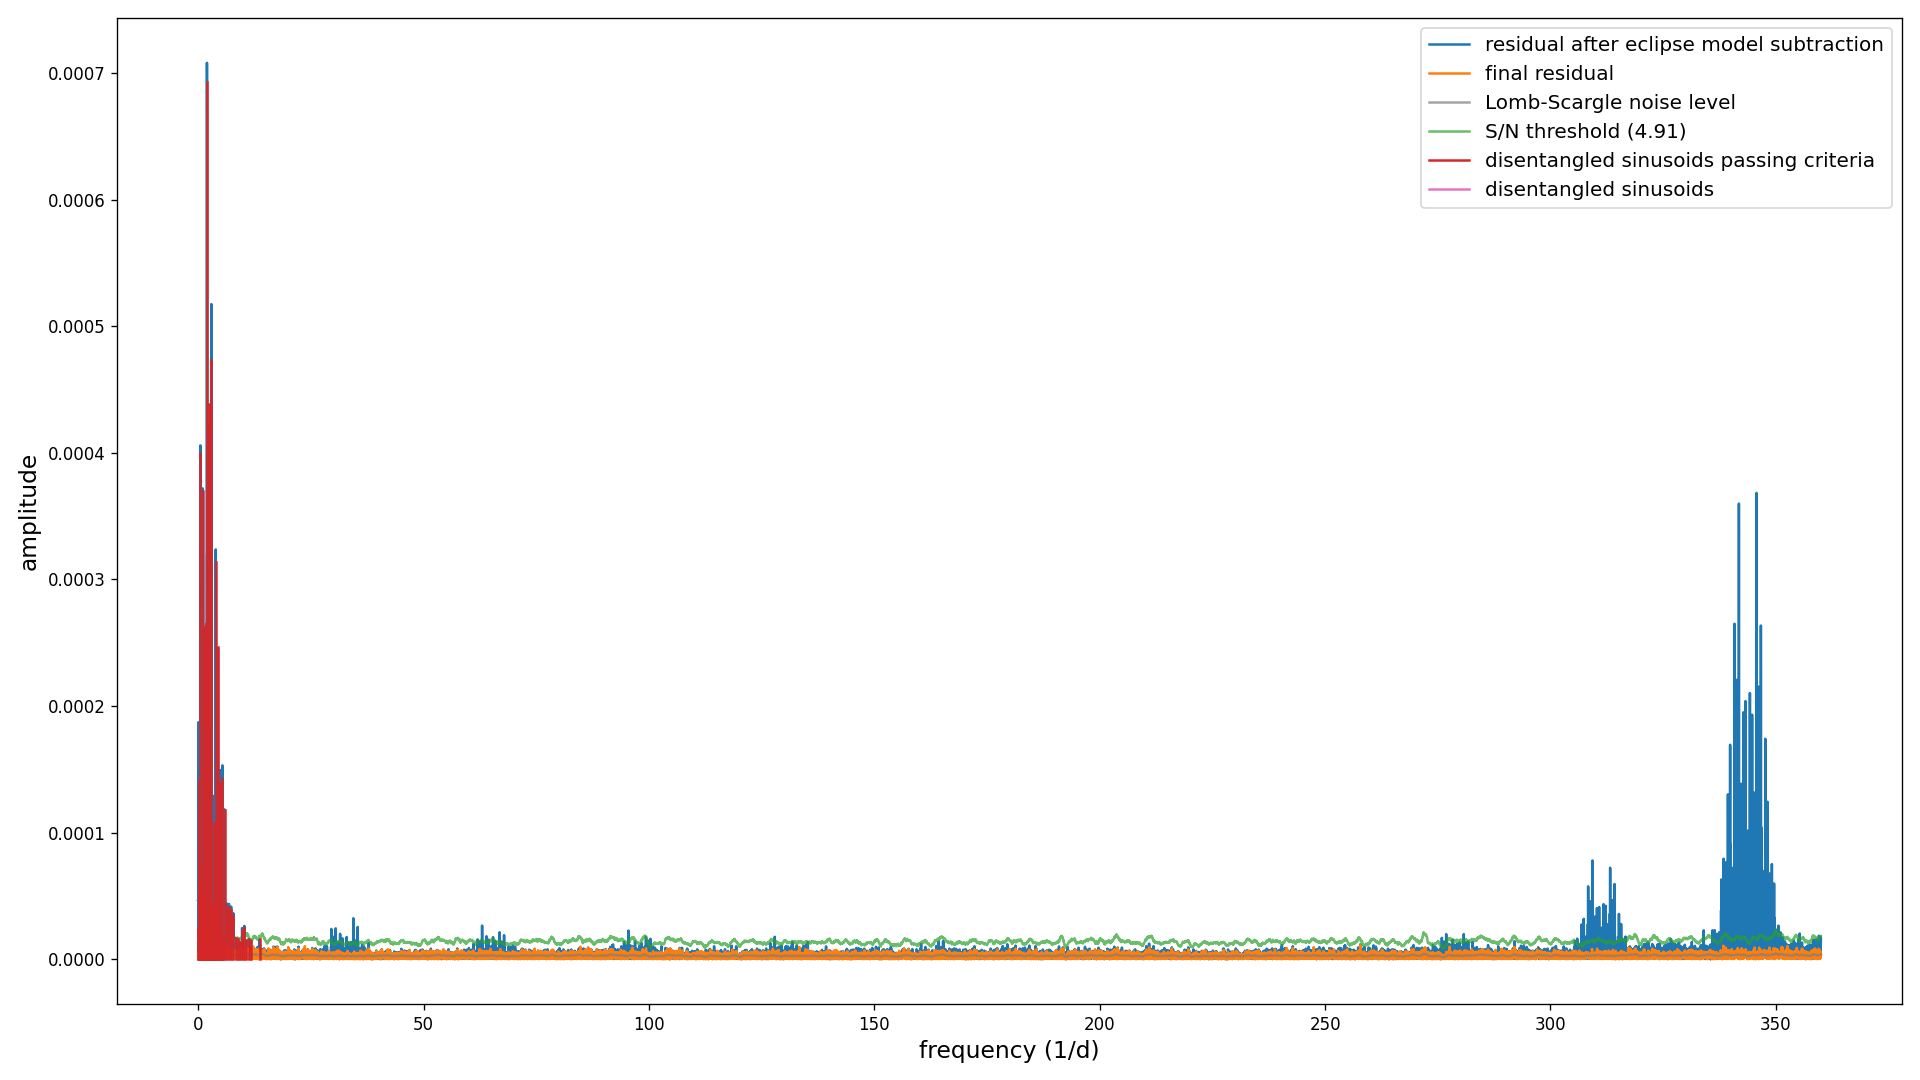 residual after eclipse model subtraction
final residual
Lomb-Scargle noise level
S/N threshold (4.91)
disentangled sinusoids passing criteria
disentangled sinusoids
amplitude
0.0007
0.0006
0.0005
0.0004
0.0003
0.0002
0.0001
0.0000
0
50
100
150
200
250
300
350
frequency (1/d)